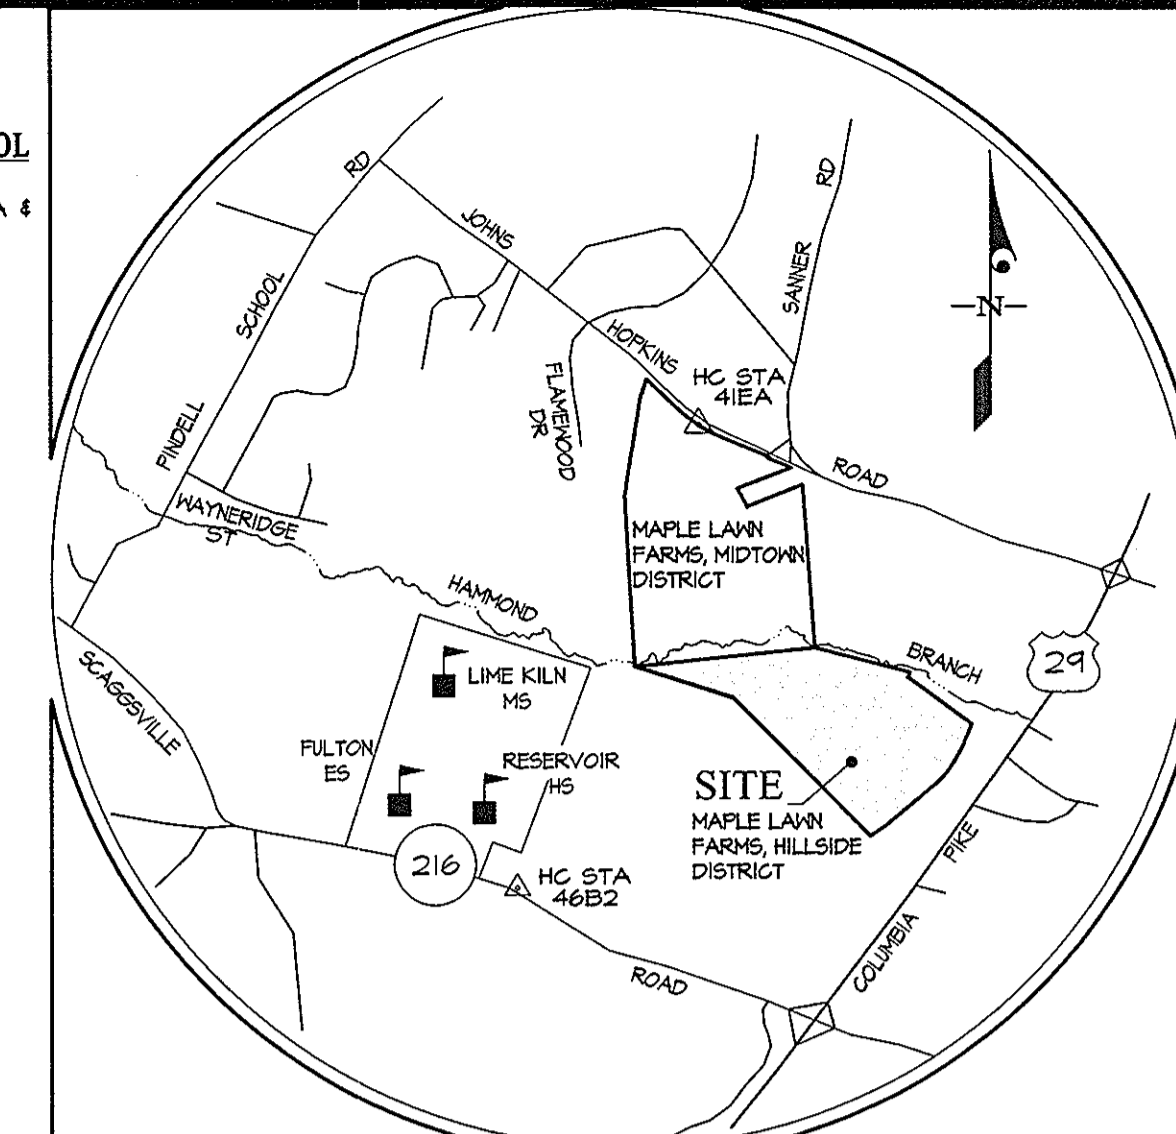 OL
&
RD
JOHNS
RD
SCHOOL
SANNER
-N-
HOPKINS
HC STA
41EA
FLAMEWOOD
DR
PINDELL
ROAD
WAYNERIDGE
ST
MAPLE LAWN
FARMS, MIDTOWN
DISTRICT
HAMMOND
BRANCH
29
SCAGGSVILLE
LIME KILN
MS
FULTON
ES
RESERVOIR
HS
SITE
MAPLE LAWN
FARMS, HILLSIDE
DISTRICT
PIKE
216
HC STA
46B2
COLUMBIA
ROAD